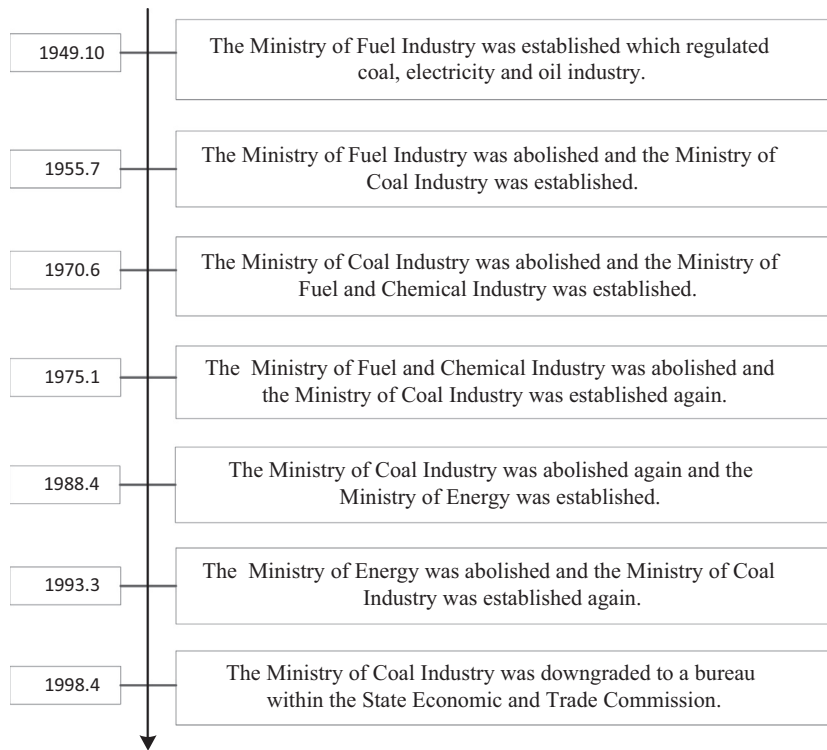 1949.10
The Ministry of Fuel Industry was established which regulated
coal, electricity and oil industry.
1955.7
The Ministry of Fuel Industry was abolished and the Ministry of
Coal Industry was established.
1970.6
The Ministry of Coal Industry was abolished and the Ministry of
Fuel and Chemical Industry was established.
1975.1
The Ministry of Fuel and Chemical Industry was abolished and
the Ministry of Coal Industry was established again.
1988.4
The Ministry of Coal Industry was abolished again and the
Ministry of Energy was established.
1993.3
The Ministry of Energy was abolished and the Ministry of Coal
Industry was established again.
1998.4
The Ministry of Coal Industry was downgraded to a bureau
within the State Economic and Trade Commission.